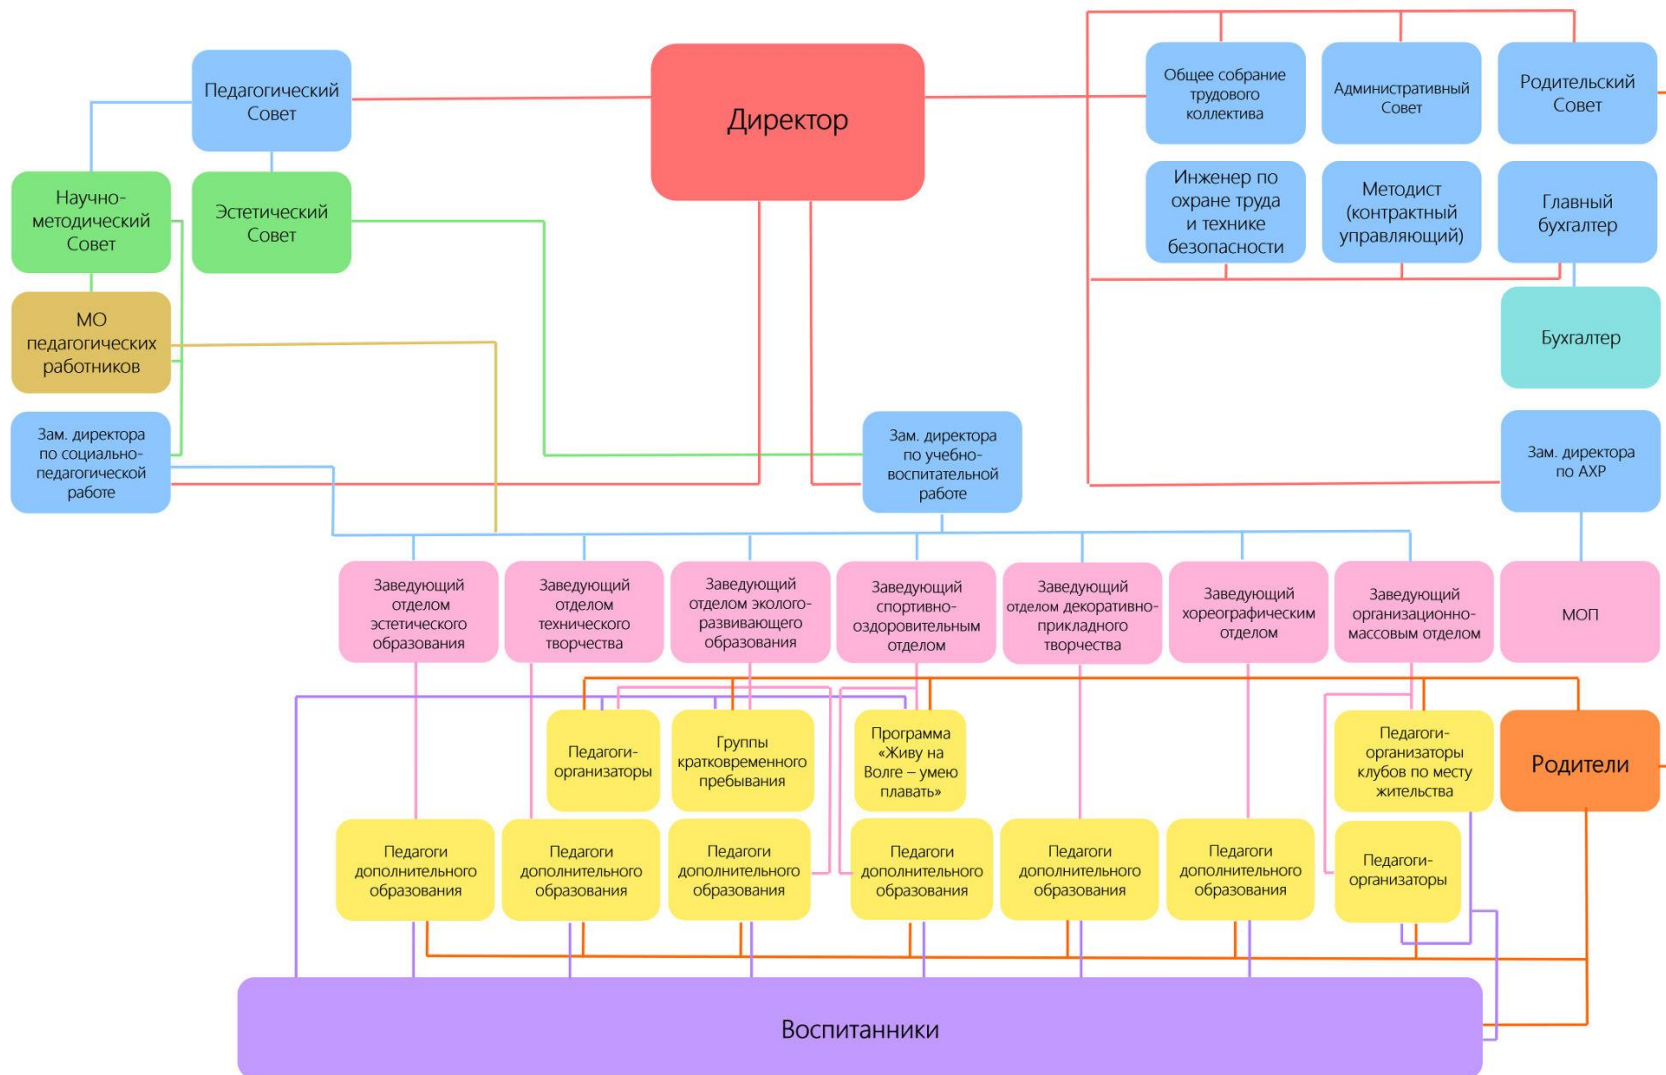 Педагогический
Совет
Директор
Общее собрание
трудового
коллектива
Административный
Совет
Родительский
Совет
Научно-
методический
Совет
Эстетический
Совет
Инженер по
охране труда
и технике
безопасности
Методист
(контрактный
управляющий)
Главный
бухгалтер
МО
педагогических
работников
Бухгалтер
Зам. директора
по социально-
педагогической
работе
Зам. директора
по учебно-
воспитательной
работе
Зам. директора
по АХР
Заведующий
отделом
эстетического
образования
Заведующий
отделом
технического
творчества
Заведующий
отделом эколого-
развивающего
образования
Заведующий
спортивно-
оздоровительным
отделом
Заведующий
отделом декоративно-
прикладного
творчества
Заведующий
хореографическим
отделом
Заведующий
организационно-
массовым отделом
МОП
Педагоги-
организаторы
Группы
кратковременного
пребывания
Программа
«Живу на
Волге – умею
плавать»
Педагоги-
организаторы
клубов по месту
жительства
Родители
Педагоги
дополнительного
образования
Педагоги
дополнительного
образования
Педагоги
дополнительного
образования
Педагоги
дополнительного
образования
Педагоги
дополнительного
образования
Педагоги
дополнительного
образования
Педагоги-
организаторы
Воспитанники